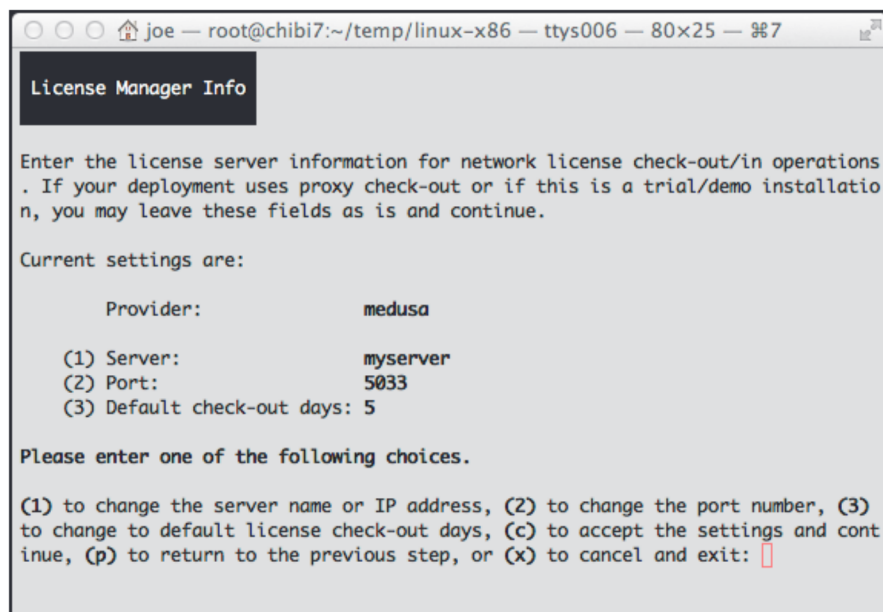 joe — root@chibi7:~/temp/linux-x86 — ttys006 — 80×25 — ⌘7
License Manager Info
Enter the license server information for network license check-out/in operations
. If your deployment uses proxy check-out or if this is a trial/demo installatio
n, you may leave these fields as is and continue.
Current settings are:
Provider: medusa
(1) Server: myserver
(2) Port: 5033
(3) Default check-out days: 5
Please enter one of the following choices.
(1) to change the server name or IP address, (2) to change the port number, (3)
to change to default license check-out days, (c) to accept the settings and cont
inue, (p) to return to the previous step, or (x) to cancel and exit: